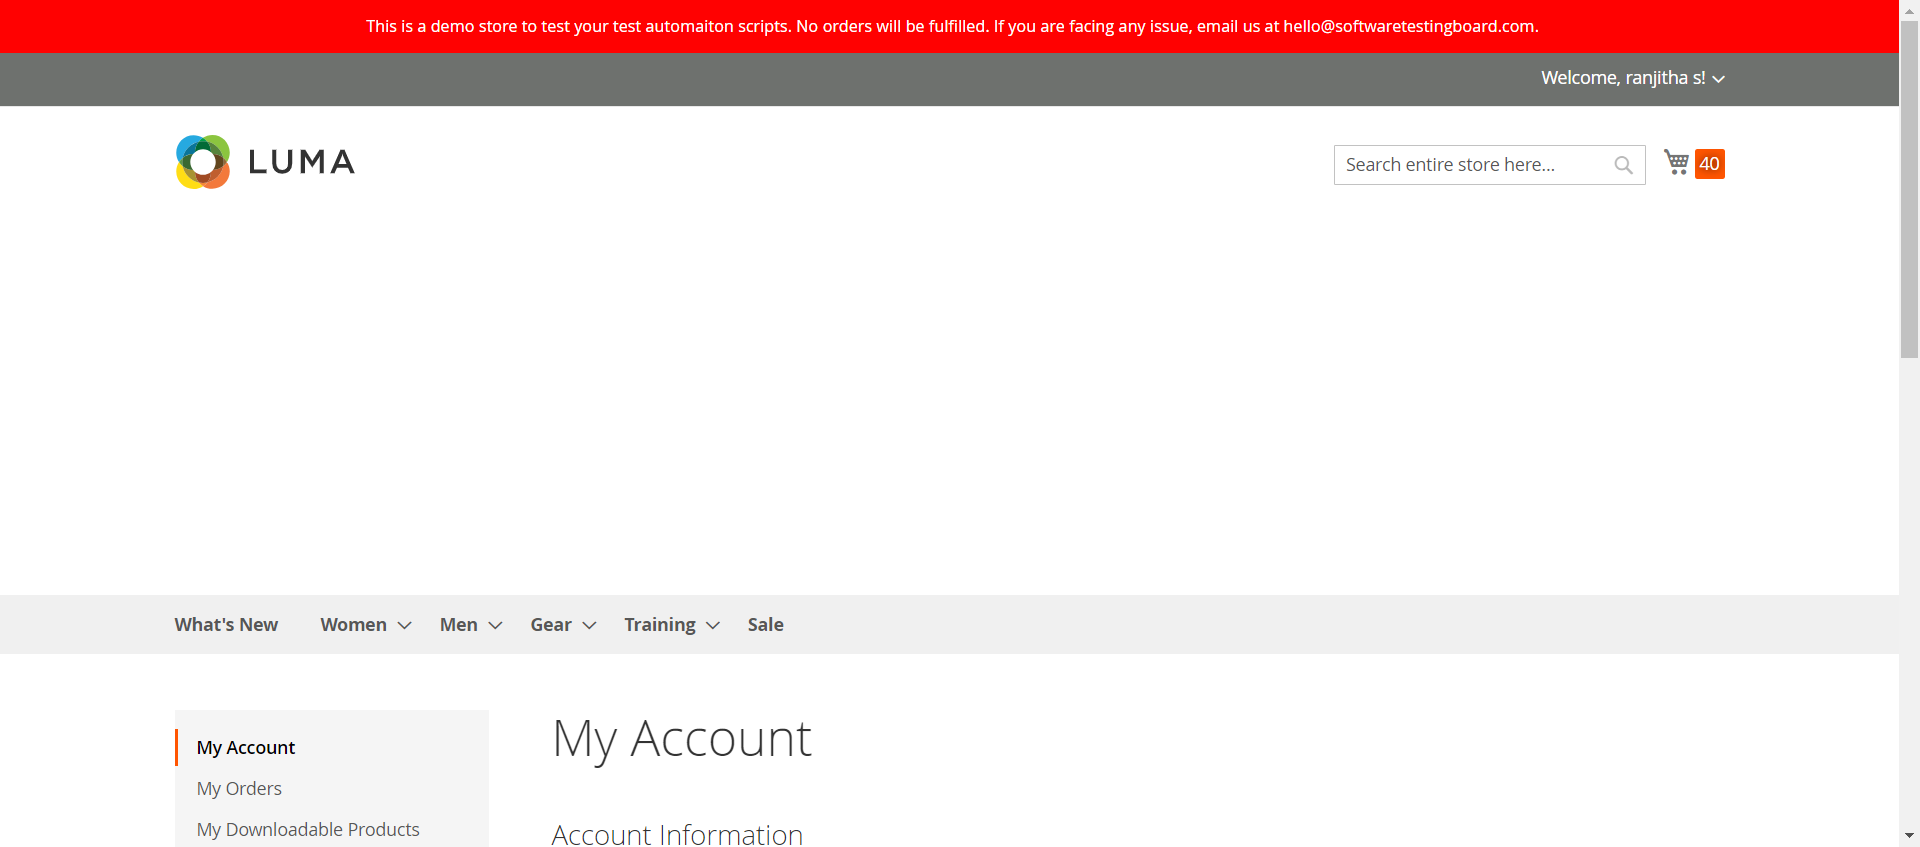 This is a demo store to test your test automaiton scripts. No orders will be fulfilled. If you are facing any issue, email us at hello@softwaretestingboard.com.
Welcome, ranjitha s!
LUMA
Search entire store here...
40
What's New Women Men Gear Training Sale
My Account
My Orders
My Downloadable Products
My Account
Account Information